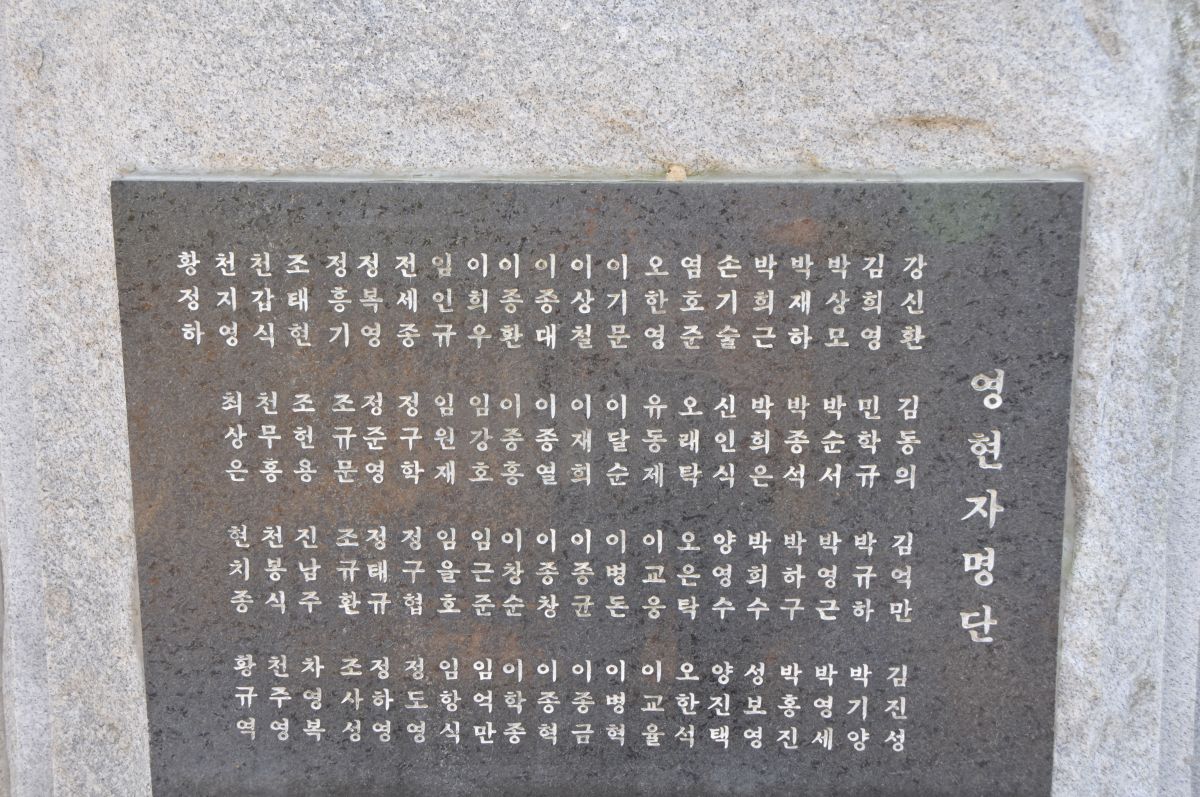 영현자명단
강신환 김동의 김억만 김진성
김희영 민학규 박규하 박기양
박상모 박순서 박영근 박영세
박재하 박종석 박하구 박홍진
박희근 박희은 박희수 성보영
손기술 신인식 양영수 양진택
염호준 오래탁 오은탁 오한석
오한영 유동제 이교웅 이교율
이기문 이달순 이병돈 이병혁
이상철 이재희 이종균 이종금
이종대 이종열 이종창 이종혁
이종환 이종흥 이창순 이학종
이희우 임강호 임근준 임억만
임인규 임원재 임을호 임항식
전세종 정구학 정구협 정도영
정복영 정준영 정태규 정하영
정흥기 조규문 조규환 조사성
조태헌 조헌용 진남주 차영복
천갑식 천무홍 천봉식 천주영
천지영 최상은 현치종 황규역
황정하